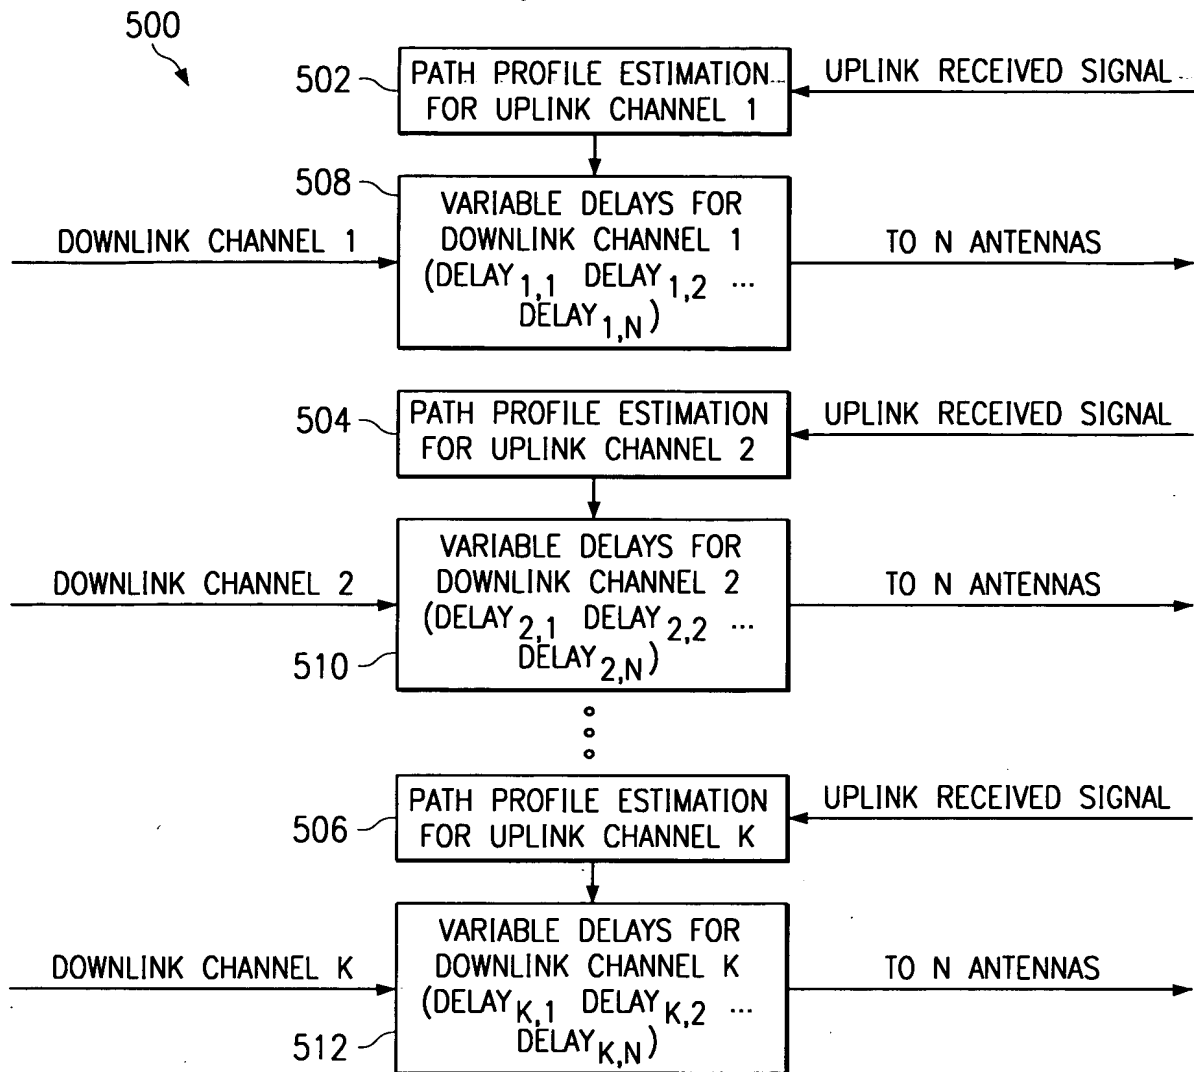 500
502
PATH PROFILE ESTIMATION
FOR UPLINK CHANNEL 1
UPLINK RECEIVED SIGNAL
508
DOWNLINK CHANNEL 1
VARIABLE DELAYS FOR
DOWNLINK CHANNEL 1
(DELAY1,1 DELAY1,2 ...
DELAY1,N)
TO N ANTENNAS
504
PATH PROFILE ESTIMATION
FOR UPLINK CHANNEL 2
UPLINK RECEIVED SIGNAL
DOWNLINK CHANNEL 2
VARIABLE DELAYS FOR
DOWNLINK CHANNEL 2
(DELAY2,1 DELAY2,2 ...
DELAY2,N)
TO N ANTENNAS
510
506
PATH PROFILE ESTIMATION
FOR UPLINK CHANNEL K
UPLINK RECEIVED SIGNAL
DOWNLINK CHANNEL K
VARIABLE DELAYS FOR
DOWNLINK CHANNEL K
(DELAYK,1 DELAYK,2 ...
DELAYK,N)
TO N ANTENNAS
512